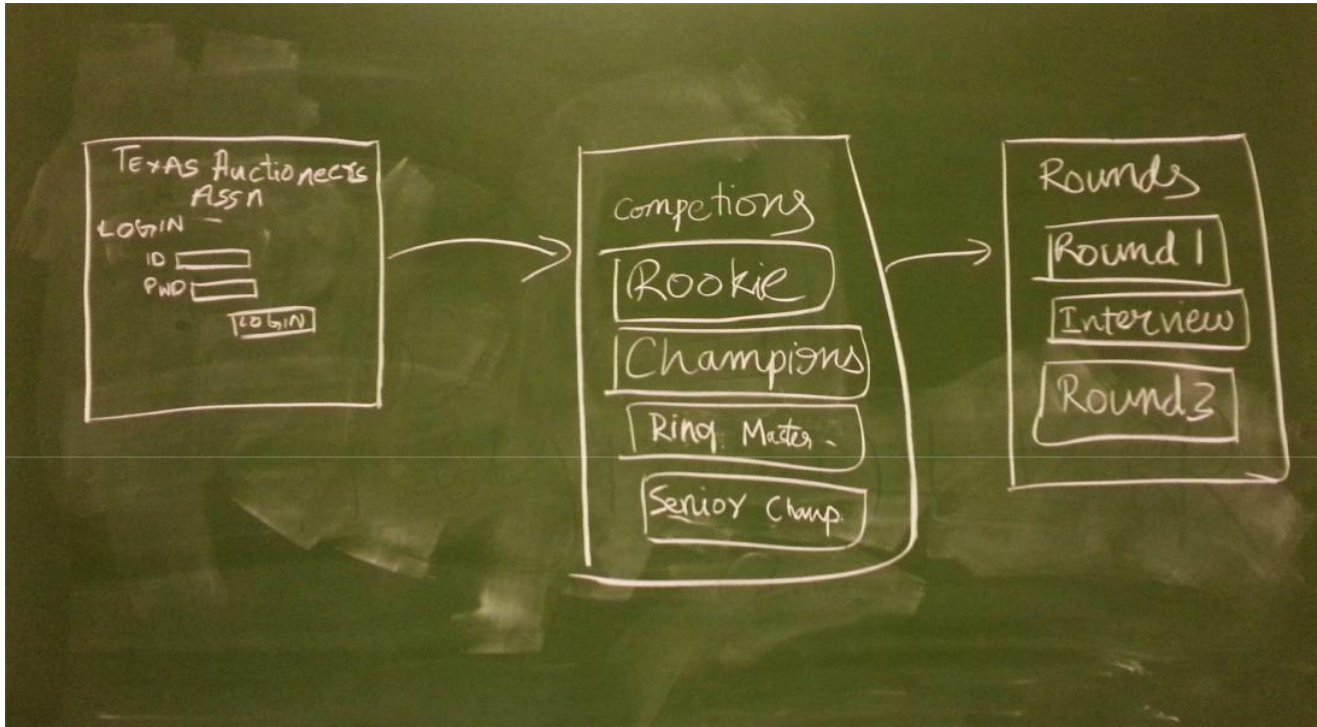 TEXAS Auctioneers
ASSn
LOGIN
ID
PWD
LOGIN
Competions
Rookie
Champions
Ring Master
Senior Champ.
Rounds
Round 1
Interview
Round 3